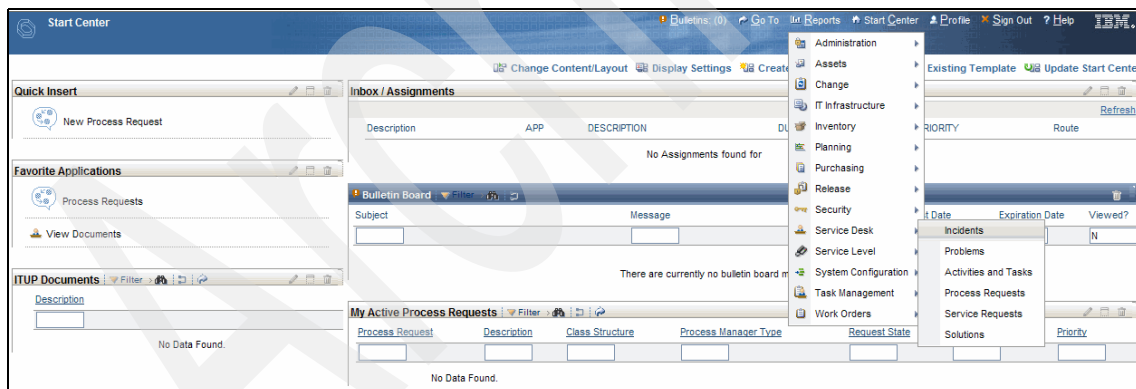 Start Center
Bulletins: (0) Go To Reports Start Center Profile Sign Out ? Help IBM.
Change Content/Layout Display Settings Create Existing Template Update Start Cente
Quick Insert
New Process Request
Favorite Applications
Process Requests
View Documents
ITUP Documents Filter
Description
No Data Found.
Inbox / Assignments
Refresh
Description APP DESCRIPTION DU RIORITY Route
No Assignments found for
Bulletin Board Filter
Subject Message t Date Expiration Date Viewed?
N
There are currently no bulletin board m
My Active Process Requests Filter
Process Request Description Class Structure Process Manager Type Request State Priority
No Data Found.
Administration
Assets
Change
IT Infrastructure
Inventory
Planning
Purchasing
Release
Security
Service Desk
Service Level
System Configuration
Task Management
Work Orders
Incidents
Problems
Activities and Tasks
Process Requests
Service Requests
Solutions